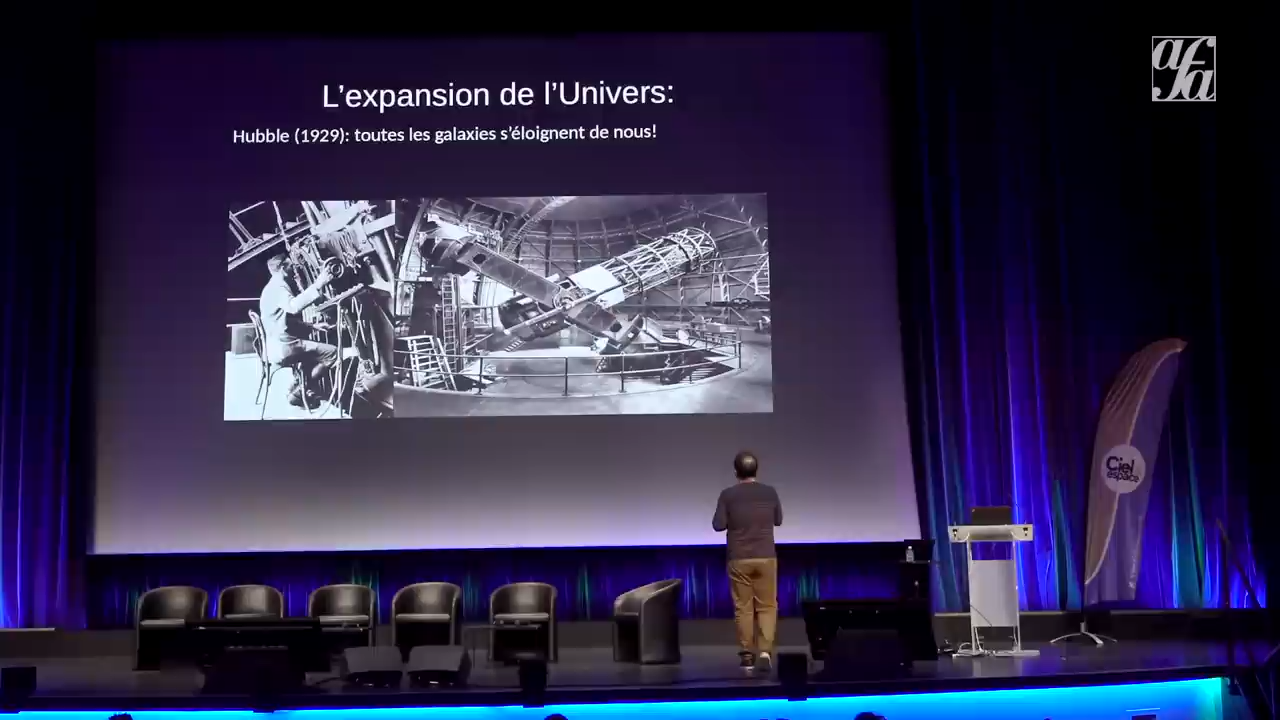 L'expansion de l'Univers:
Hubble (1929): toutes les galaxies s'éloignent de nous!
afa
Ciel
espace